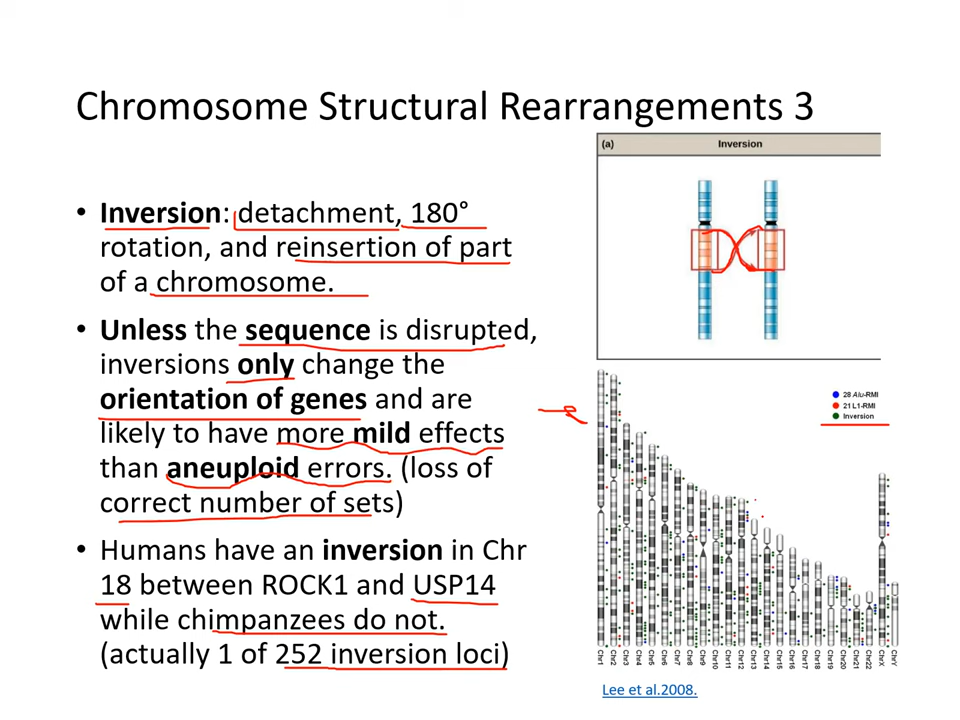 Chromosome Structural Rearrangements 3
• Inversion: detachment, 180°
rotation, and reinsertion of part
of a chromosome.
• Unless the sequence is disrupted,
inversions only change the
orientation of genes and are
likely to have more mild effects
than aneuploid errors. (loss of
correct number of sets)
• Humans have an inversion in Chr
18 between ROCK1 and USP14
while chimpanzees do not.
(actually 1 of 252 inversion loci)
(a) Inversion
28 Alu-RMI
21 L1-RMI
Inversion
Chr1
Chr2
Chr3
Chr4
Chr5
Chr6
Chr7
Chr8
Chr9
Chr10
Chr11
Chr12
Chr13
Chr14
Chr15
Chr16
Chr17
Chr18
Chr19
Chr20
Chr21
Chr22
ChrX
ChrY
Lee et al.2008.